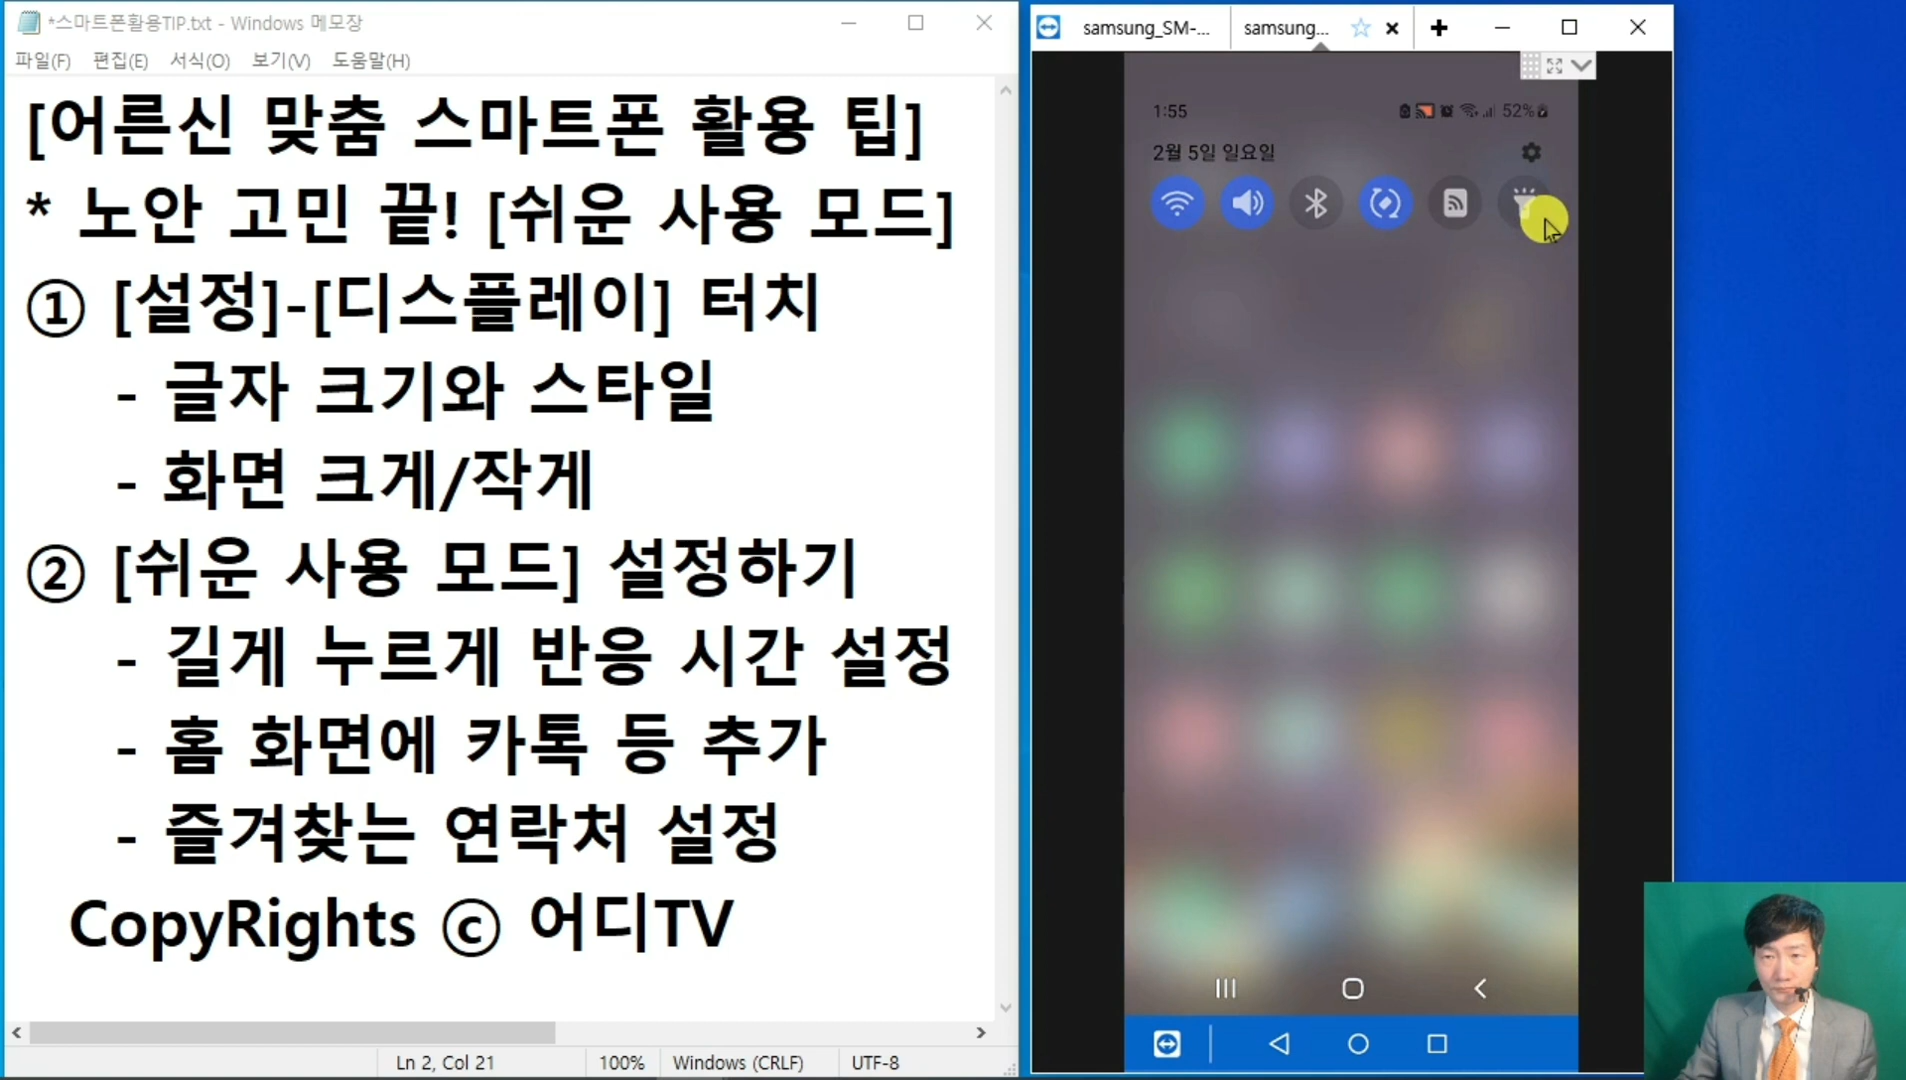 *스마트폰활용TIP.txt - Windows 메모장
파일(F) 편집(E) 서식(O) 보기(V) 도움말(H)
[어른신 맞춤 스마트폰 활용 팁]
* 노안 고민 끝! [쉬운 사용 모드]
① [설정]-[디스플레이] 터치
- 글자 크기와 스타일
- 화면 크게/작게
② [쉬운 사용 모드] 설정하기
- 길게 누르게 반응 시간 설정
- 홈 화면에 카톡 등 추가
- 즐겨찾는 연락처 설정
CopyRights ⓒ 어디TV
Ln 2, Col 21 100% Windows (CRLF) UTF-8
samsung_SM-... samsung...
1:55 52%
2월 5일 일요일